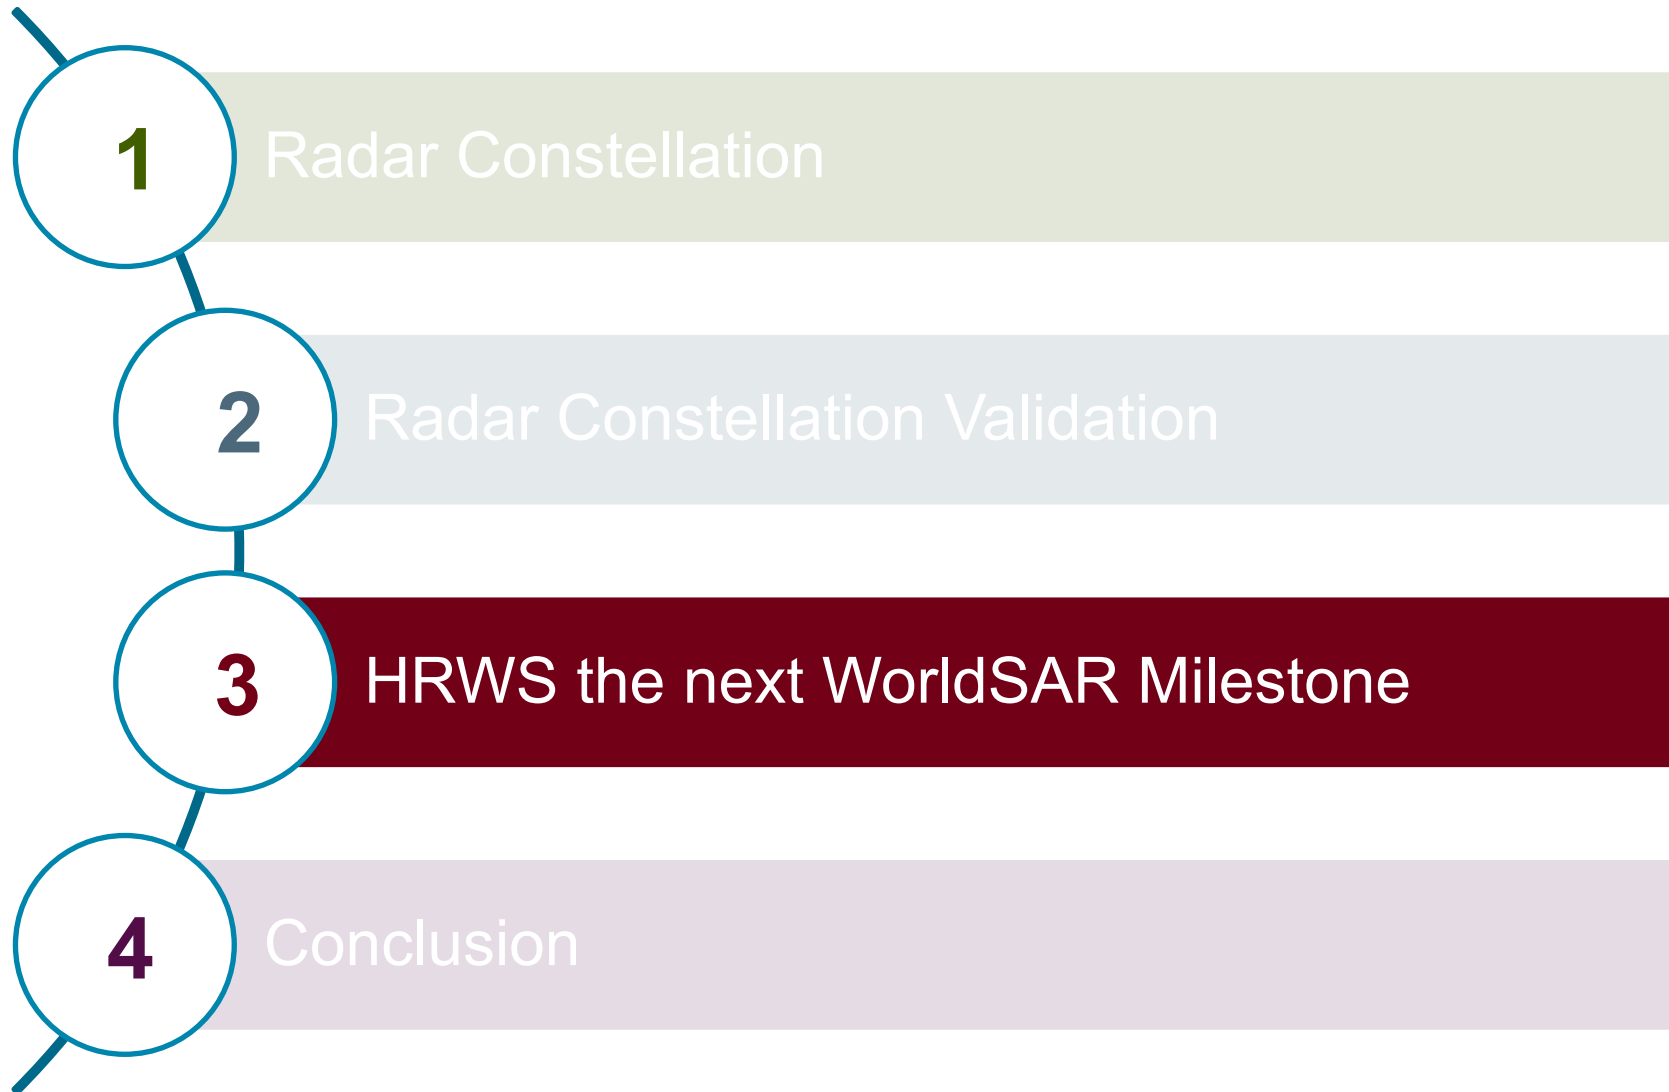 1
Radar Constellation
2
Radar Constellation Validation
3
HRWS the next WorldSAR Milestone
4
Conclusion